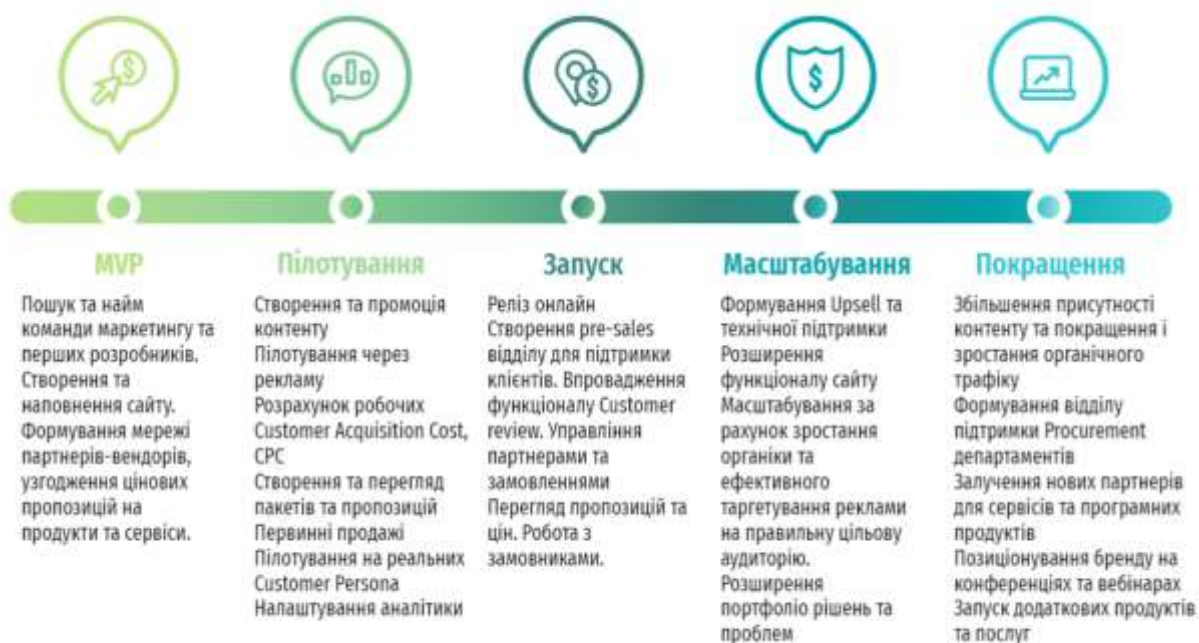 MVP
Пошук та найм
команди маркетингу та
перших розробників.
Створення та
наповнення сайту.
Формування мережі
партнерів-вендорів,
узгодження цінових
пропозицій на
продукти та сервіси.
Пілотування
Створення та промоція
контенту
Пілотування через
рекламу
Розрахунок робочих
Customer Acquisition Cost,
CPC
Створення та перегляд
пакетів та пропозицій
Первинні продажі
Пілотування на реальних
Customer Persona
Налаштування аналітики
Запуск
Реліз онлайн
Створення pre-sales
відділу для підтримки
клієнтів. Впровадження
функціоналу Customer
review. Управління
партнерами та
замовленнями
Перегляд пропозицій та
цін. Робота з
замовниками.
Масштабування
Формування Upsell та
технічної підтримки
Розширення
функціоналу сайту
Масштабування за
рахунок зростання
органіки та
ефективного
таргетування реклами
на правильну цільову
аудиторію.
Розширення
портфоліо рішень та
проблем
Покращення
Збільшення присутності
контенту та покращення і
зростання органічного
трафіку
Формування відділу
підтримки Procurement
департаментів
Залучення нових партнерів
для сервісів та програмних
продуктів
Позиціонування бренду на
конференціях та вебінарах
Запуск додаткових продуктів
та послуг